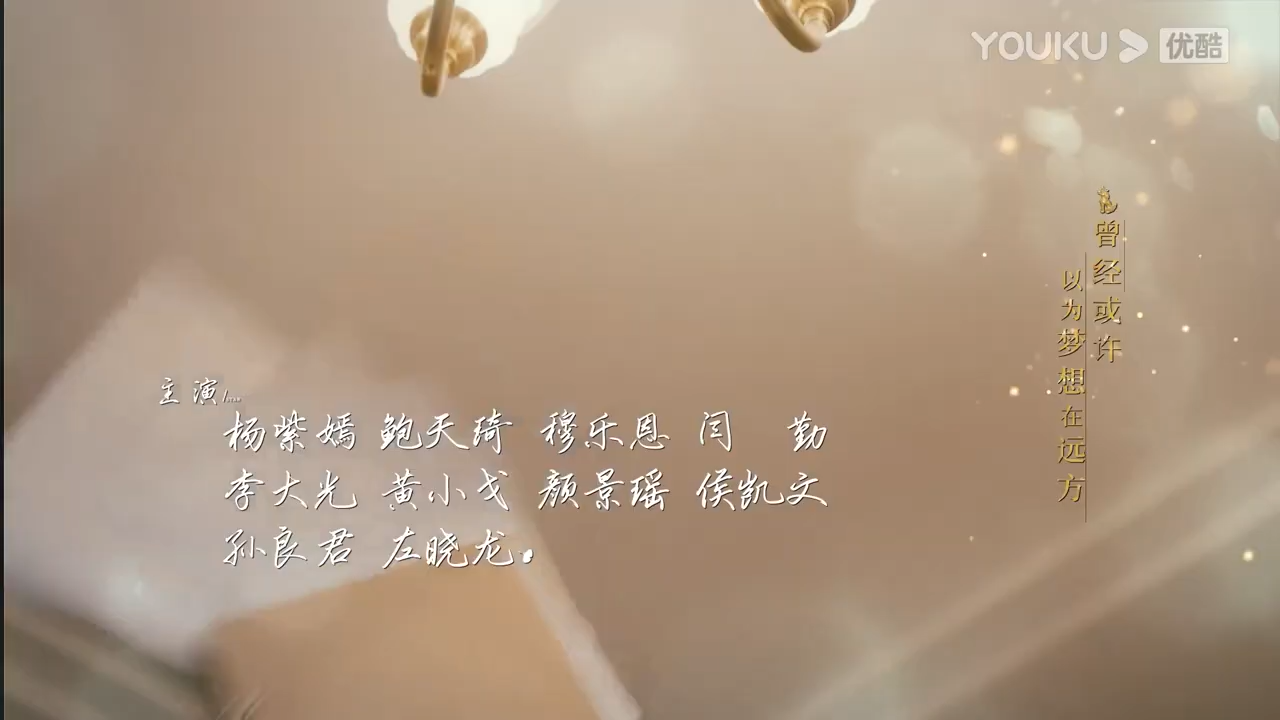 YOUKU 优酷
曾经或许
以为梦想在远方
主演/
杨紫嫣 鲍天琦 穆乐恩 闫 勤
李大光 黄小戈 颜景瑶 侯凯文
孙良君 左晓龙